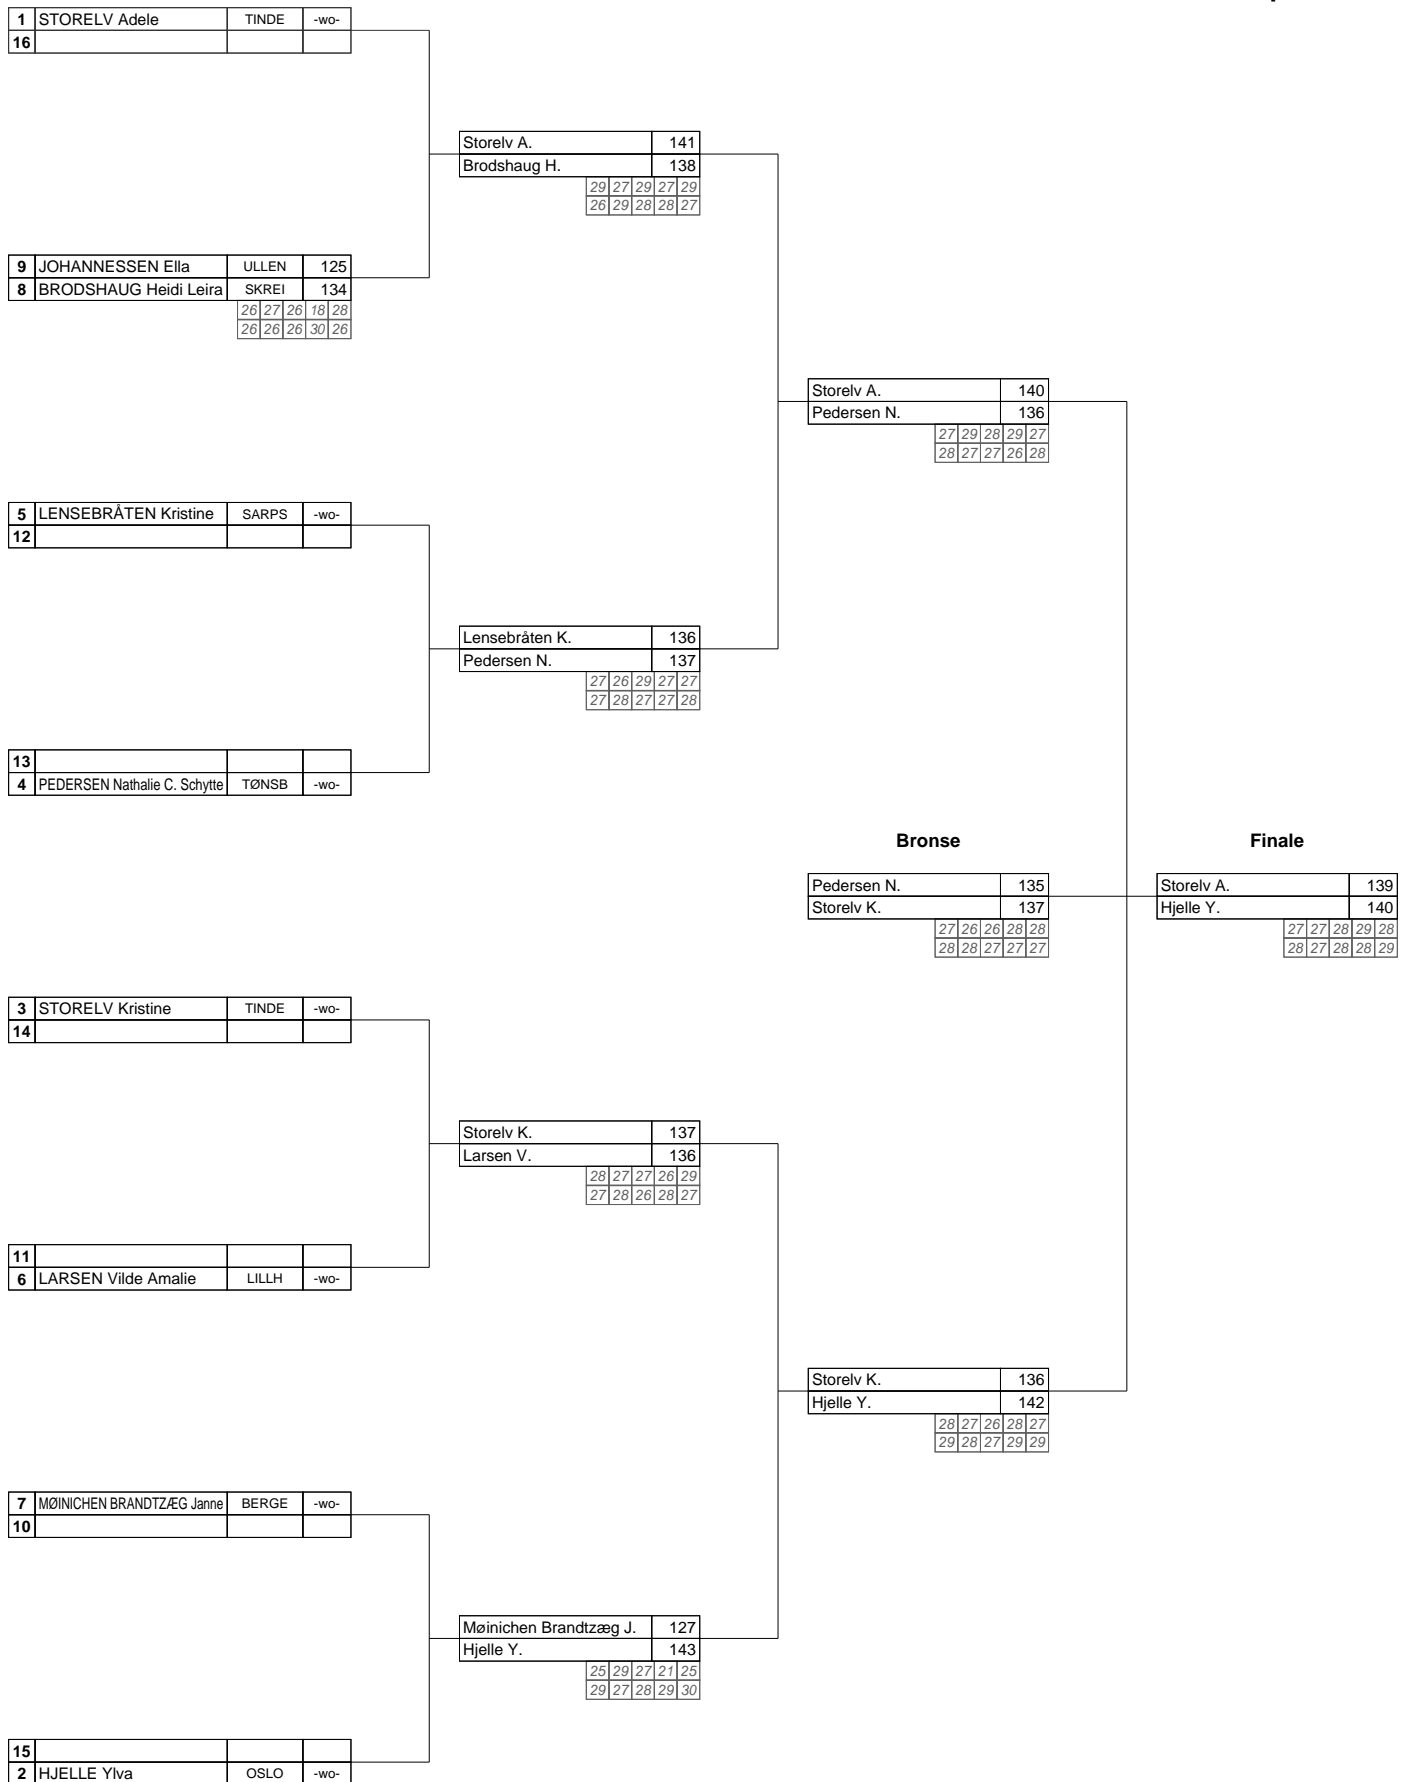 1 STORELV Adele TINDE -wo-
16
Storelv A. 141
Brodshaug H. 138
29 27 29 27 29
26 29 28 28 27
9 JOHANNESSEN Ella ULLEN 125
8 BRODSHAUG Heidi Leira SKREI 134
26 27 26 18 28
26 26 26 30 26
Storelv A. 140
Pedersen N. 136
27 29 28 29 27
28 27 27 26 28
5 LENSEBRÅTEN Kristine SARPS -wo-
12
Lensebråten K. 136
Pedersen N. 137
27 26 29 27 27
27 28 27 27 28
13
4 PEDERSEN Nathalie C. Schytte TØNSB -wo-
Bronse Finale
Pedersen N. 135 Storelv A. 139
Storelv K. 137 Hjelle Y. 140
27 26 26 28 28 27 27 28 29 28
28 28 27 27 27 28 27 28 28 29
3 STORELV Kristine TINDE -wo-
14
Storelv K. 137
Larsen V. 136
28 27 27 26 29
27 28 26 28 27
11
6 LARSEN Vilde Amalie LILLH -wo-
Storelv K. 136
Hjelle Y. 142
28 27 26 28 27
29 28 27 29 29
7 MØINICHEN BRANDTZÆG Janne BERGE -wo-
10
Møinichen Brandtzæg J. 127
Hjelle Y. 143
25 29 27 21 25
29 27 28 29 30
15
2 HJELLE Ylva OSLO -wo-